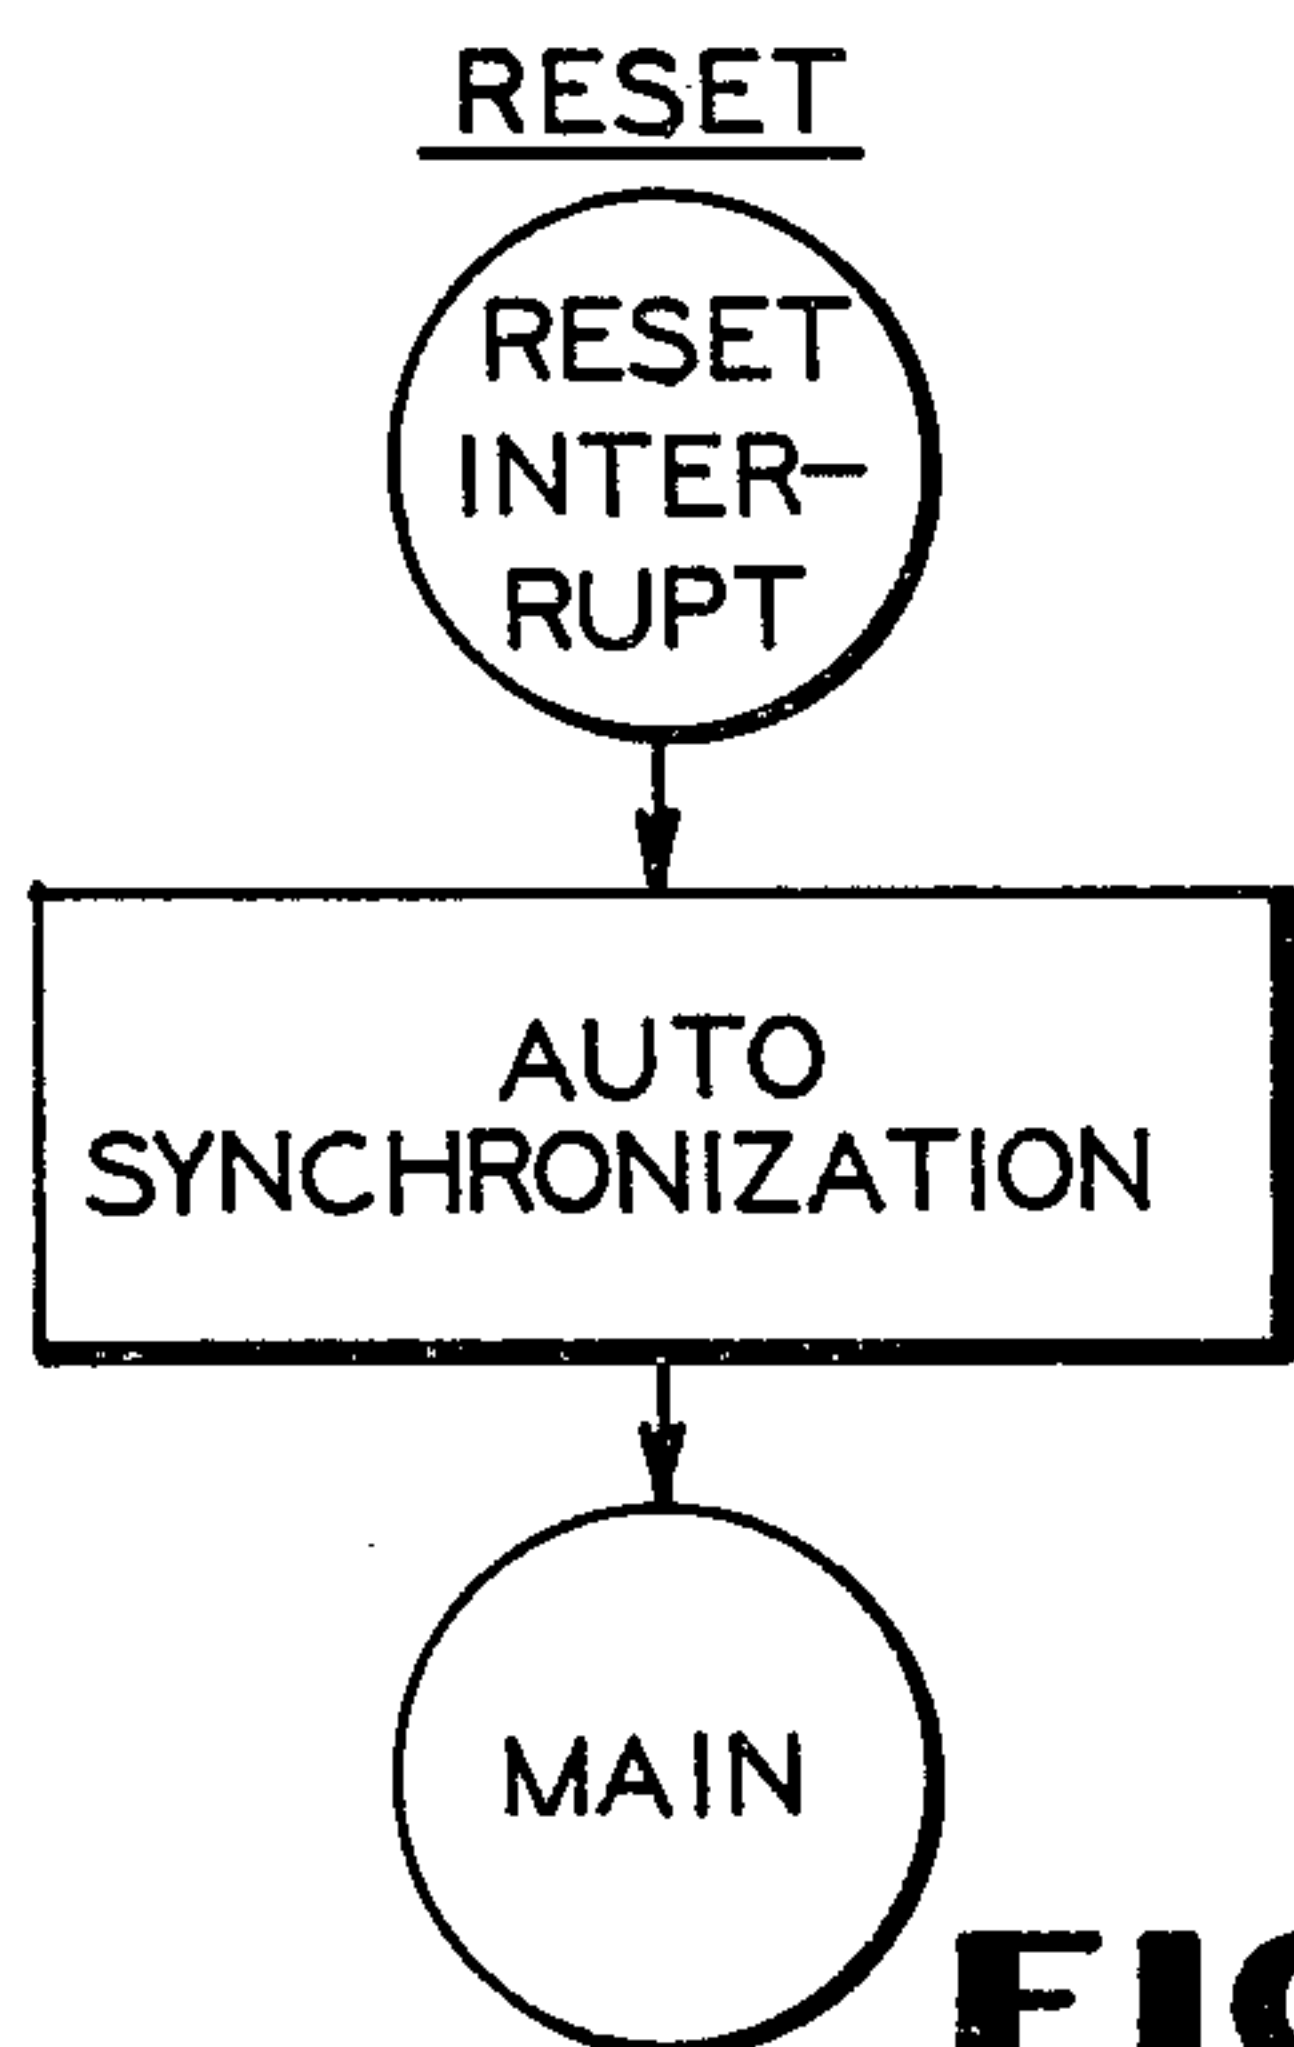 RESET
RESET
INTER-
RUPT
AUTO
SYNCHRONIZATION
MAIN